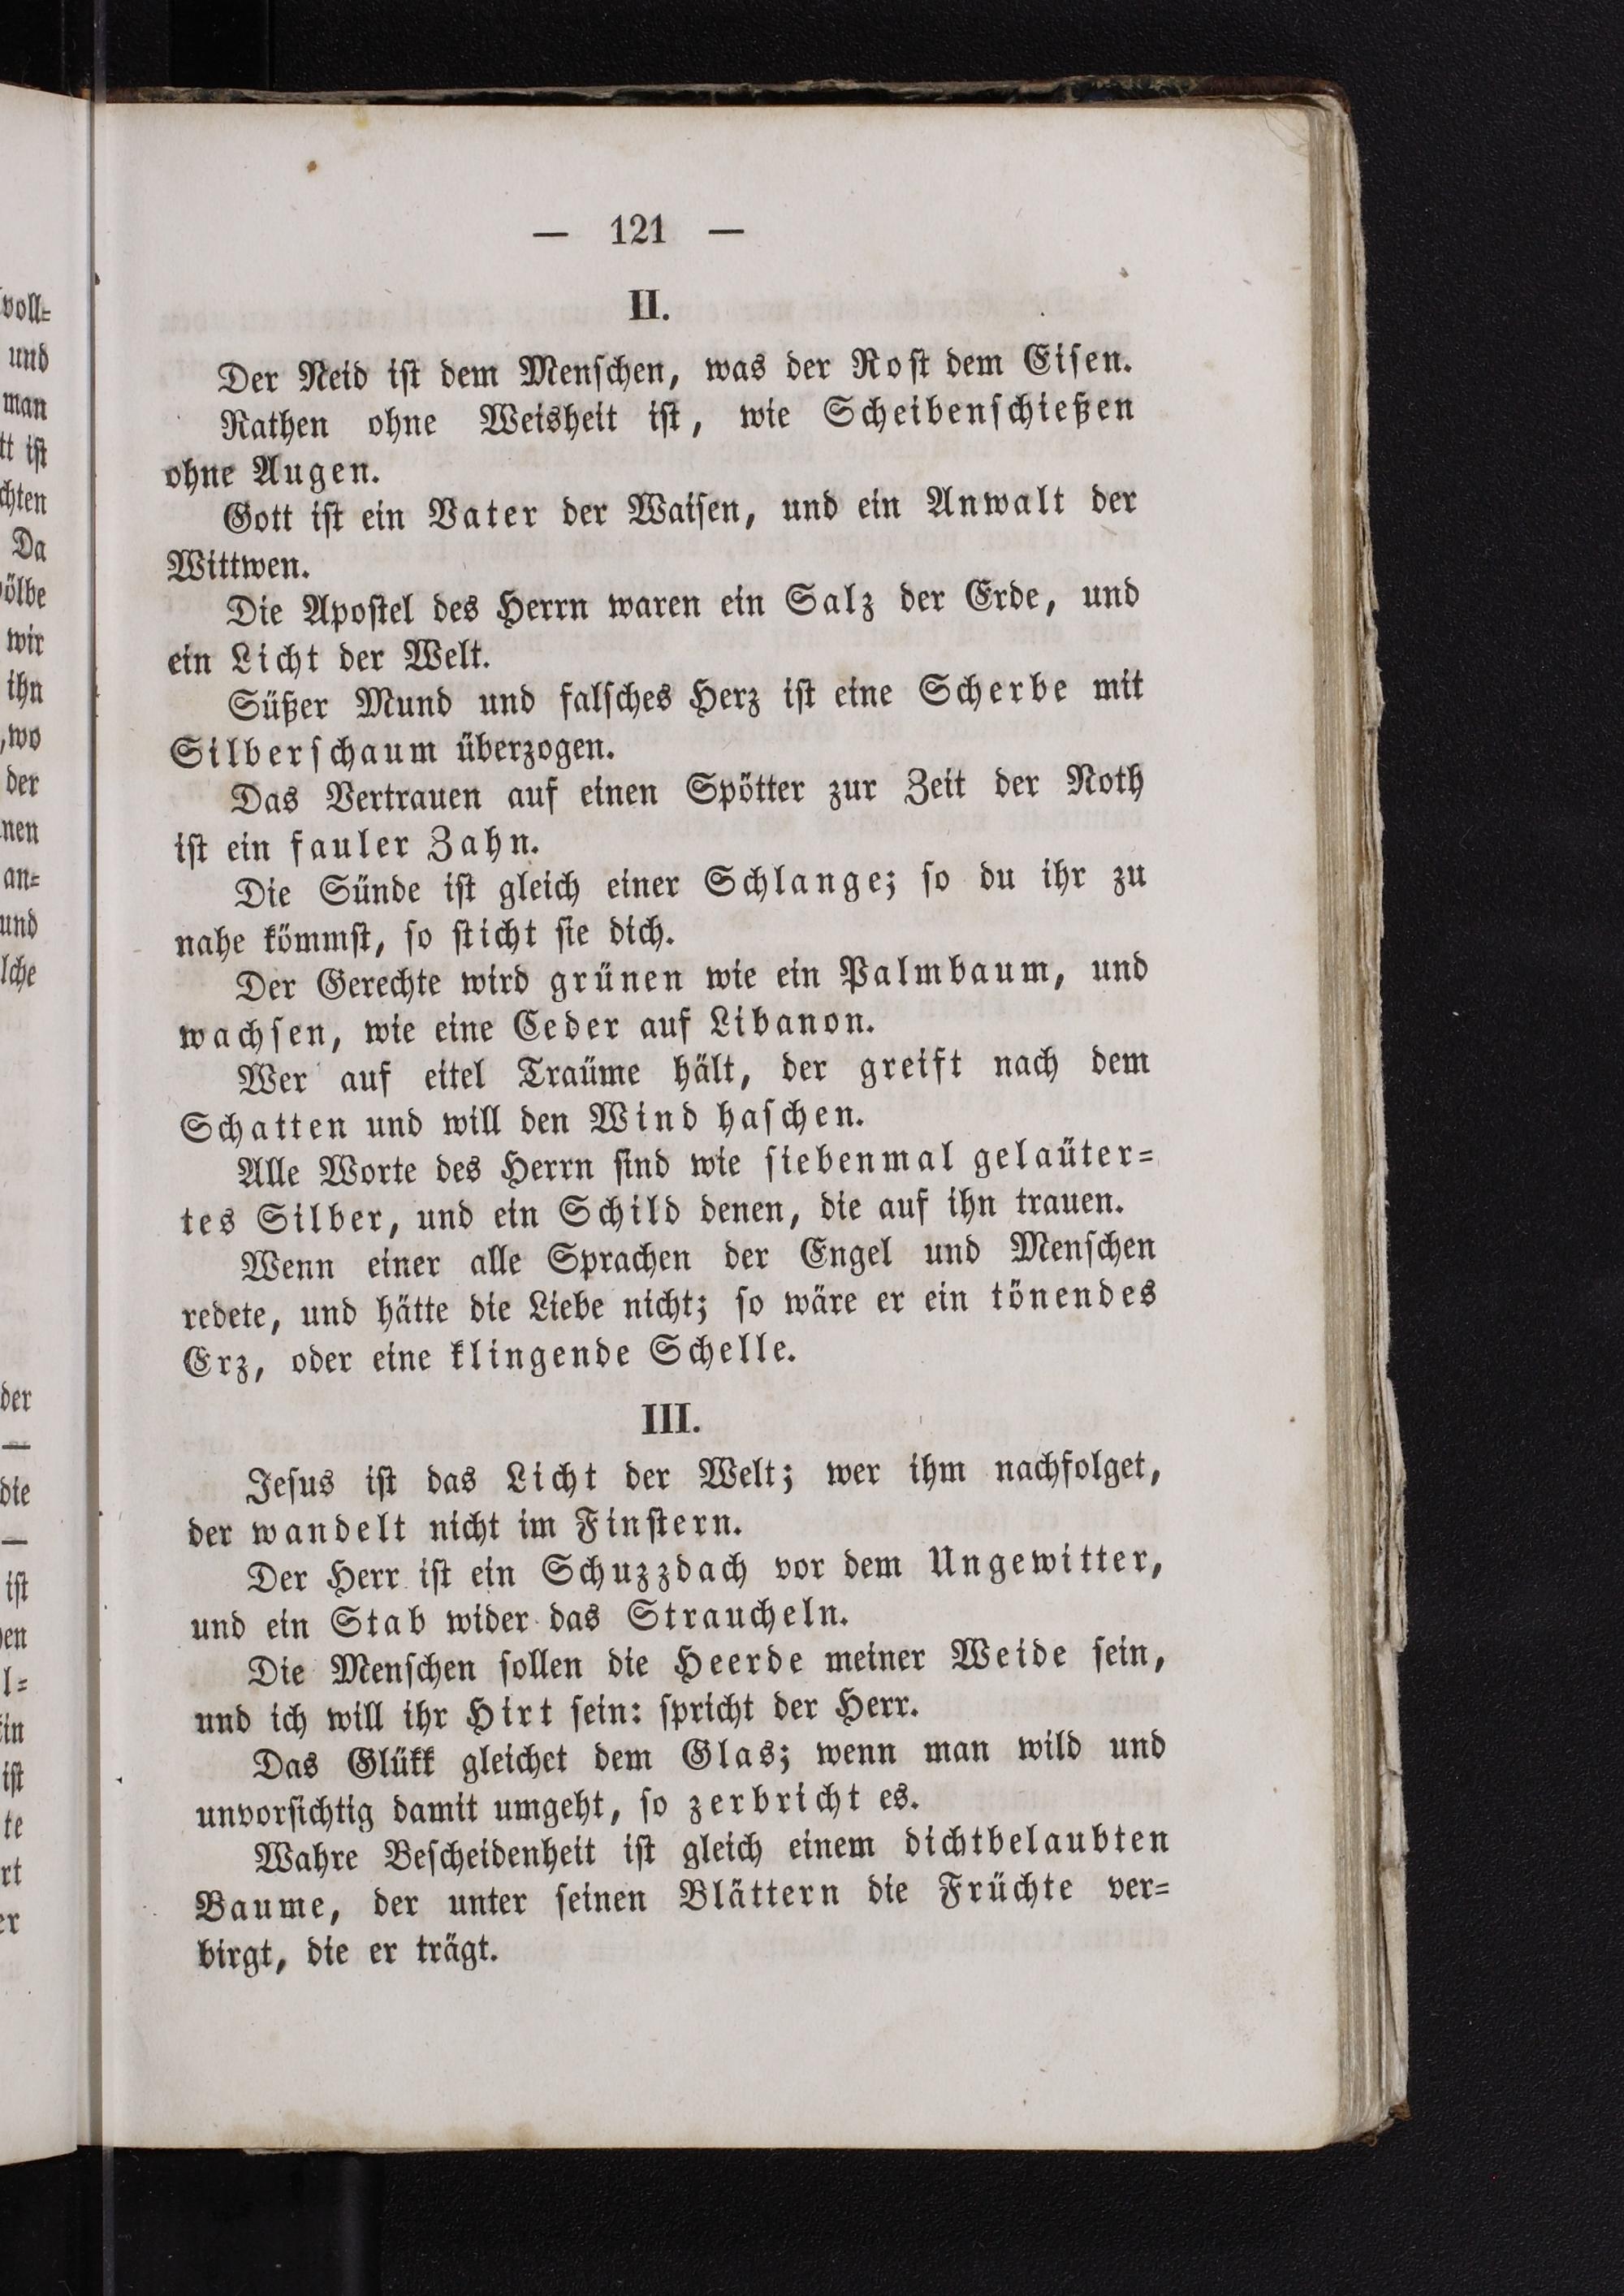 — 121 —
II.
Der Neid ist dem Menschen, was der Rost dem Eisen.
Rathen ohne Weisheit ist, wie Scheibenschießen
ohne Augen.
Gott ist ein Vater der Waisen, und ein Anwalt der
Wittwen.
Die Apostel des Herrn waren ein Salz der Erde, und
ein Licht der Welt.
Süßer Mund und falsches Herz ist eine Scherbe mit
Silberschaum überzogen.
Das Vertrauen auf einen Spötter zur Zeit der Noth
ist ein fauler Zahn.
Die Sünde ist gleich einer Schlange; so du ihr zu
nahe kömmst, so sticht sie dich.
Der Gerechte wird grünen wie ein Palmbaum, und
wachsen, wie eine Ceder auf Libanon.
Wer auf eitel Traüme hält, der greift nach dem
Schatten und will den Wind haschen.
Alle Worte des Herrn sind wie siebenmal gelaüter=
tes Silber, und ein Schild denen, die auf ihn trauen.
Wenn einer alle Sprachen der Engel und Menschen
redete, und hätte die Liebe nicht; so wäre er ein tönendes
Erz, oder eine klingende Schelle.
III.
Jesus ist das Licht der Welt; wer ihm nachfolget,
der wandelt nicht im Finstern.
Der Herr ist ein Schuzzdach vor dem Ungewitter,
und ein Stab wider das Straucheln.
Die Menschen sollen die Heerde meiner Weide sein,
und ich will ihr Hirt sein: spricht der Herr.
Das Glükk gleichet dem Glas; wenn man wild und
unvorsichtig damit umgeht, so zerbricht es.
Wahre Bescheidenheit ist gleich einem dichtbelaubten
Baume, der unter seinen Blättern die Früchte ver=
birgt, die er trägt.